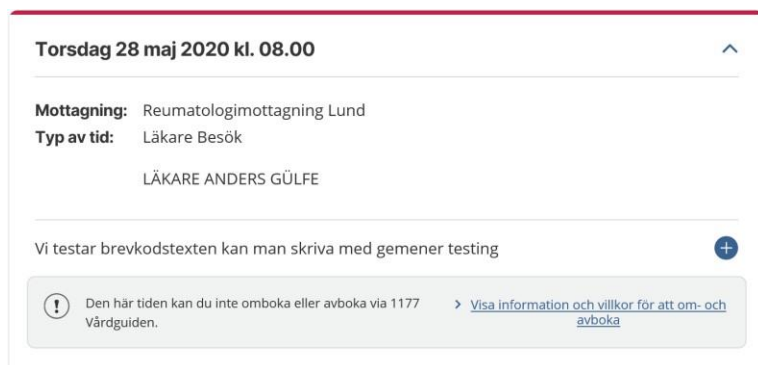 Torsdag 28 maj 2020 kl. 08.00
Mottagning: Reumatologimottagning Lund
Typ av tid: Läkare Besök
LÄKARE ANDERS GÜLFE
Vi testar brevkodstexten kan man skriva med gemener testing
Den här tiden kan du inte omboka eller avboka via 1177
Vårdguiden.
Visa information och villkor för att om- och
avboka